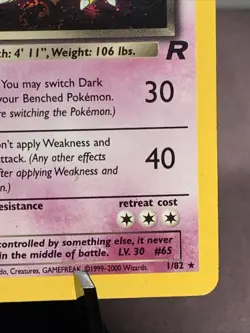 th: 4' 11", Weight: 106 lbs.
R
You may switch Dark
your Benched Pokémon. 30
re switching the Pokémon.)
n't apply Weakness and
attack. (Any other effects 40
fter applying Weakness and
n.)
esistance retreat cost
controlled by something else, it never
in the middle of battle. LV. 30 #65
do, Creatures, GAMEFREAK. ©1999–2000 Wizards. 1/82 ★